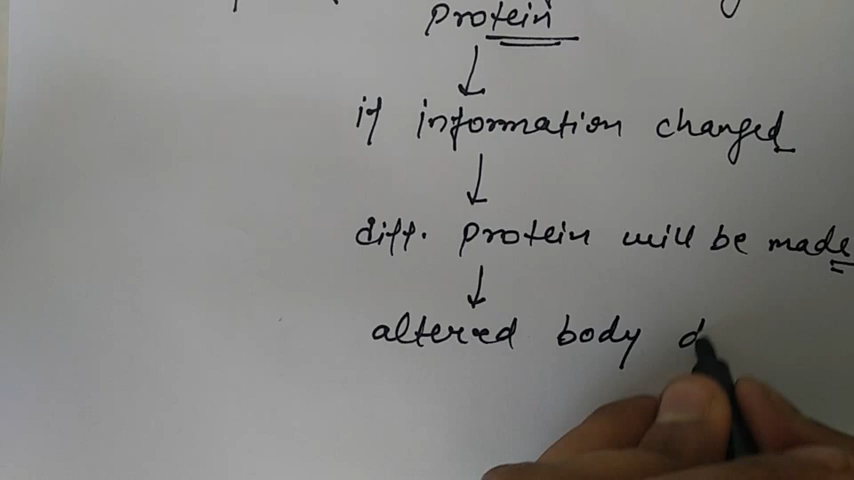 Protein
↓
if information changed
↓
diff. protein will be made
↓
altered body d